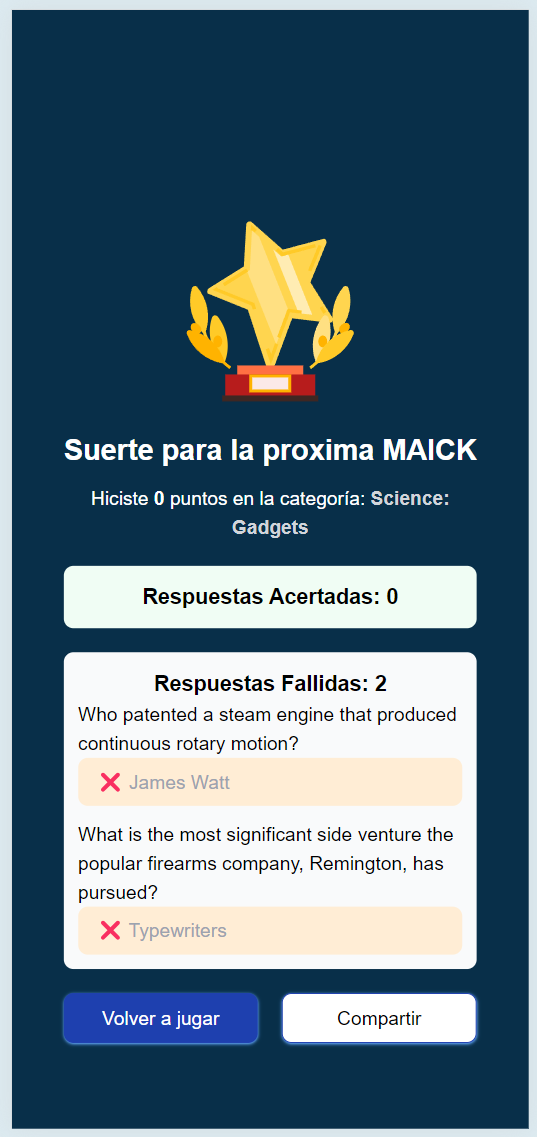 Suerte para la proxima MAICK
Hiciste 0 puntos en la categoría: Science:
Gadgets
Respuestas Acertadas: 0
Respuestas Fallidas: 2
Who patented a steam engine that produced
continuous rotary motion?
James Watt
What is the most significant side venture the
popular firearms company, Remington, has
pursued?
Typewriters
Volver a jugar
Compartir